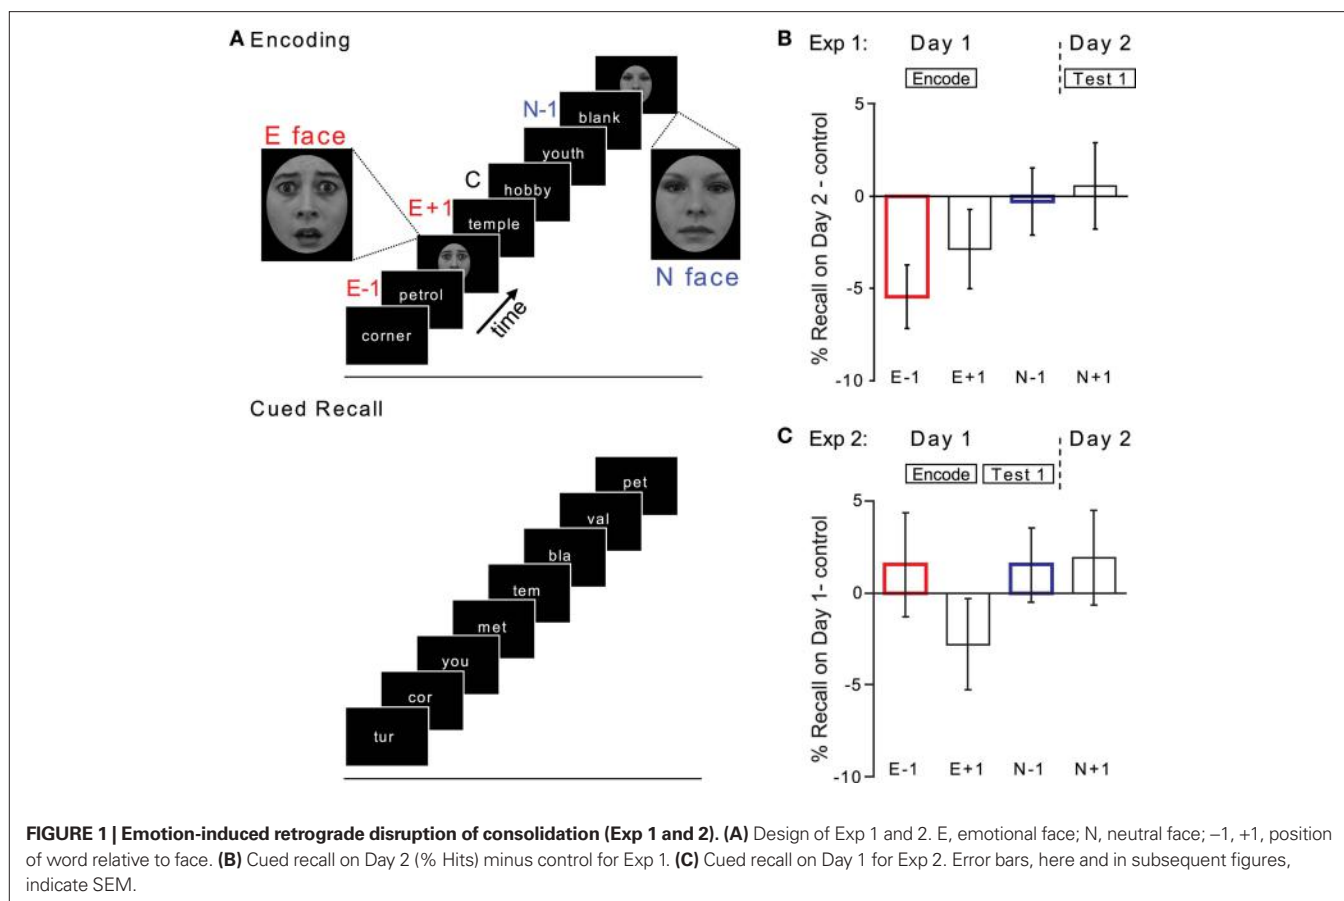 A Encoding
E face
E-1
corner
petrol
E+1
temple
C
hobby
youth
N-1
blank
N face
time
Cued Recall
tur
cor
you
met
tem
bla
val
pet
B Exp 1: Day 1 Day 2
Encode Test 1
% Recall on Day 2 - control
5
0
-5
-10
E-1 E+1 N-1 N+1
C Exp 2: Day 1 Day 2
Encode Test 1
% Recall on Day 1- control
5
0
-5
-10
E-1 E+1 N-1 N+1
FIGURE 1 | Emotion-induced retrograde disruption of consolidation (Exp 1 and 2). (A) Design of Exp 1 and 2. E, emotional face; N, neutral face; −1, +1, position
of word relative to face. (B) Cued recall on Day 2 (% Hits) minus control for Exp 1. (C) Cued recall on Day 1 for Exp 2. Error bars, here and in subsequent figures,
indicate SEM.